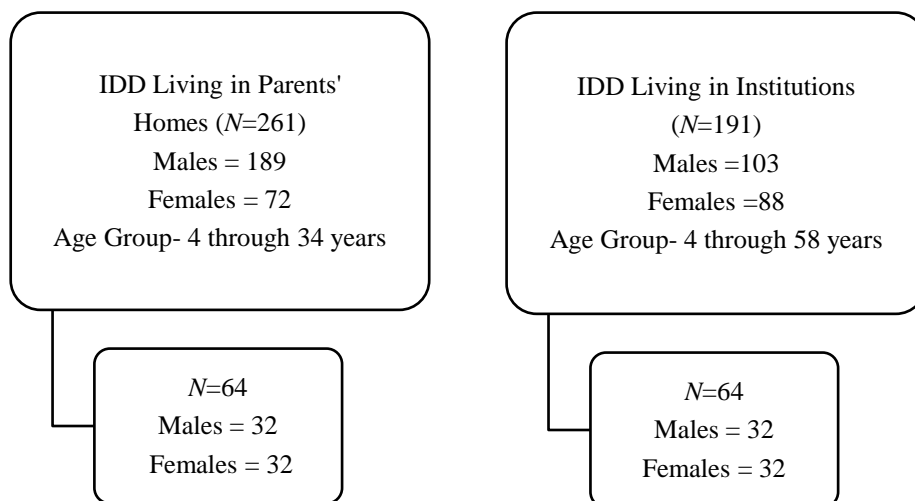 IDD Living in Parents'
Homes (N=261)
Males = 189
Females = 72
Age Group- 4 through 34 years
N=64
Males = 32
Females = 32
IDD Living in Institutions
(N=191)
Males =103
Females =88
Age Group- 4 through 58 years
N=64
Males = 32
Females = 32